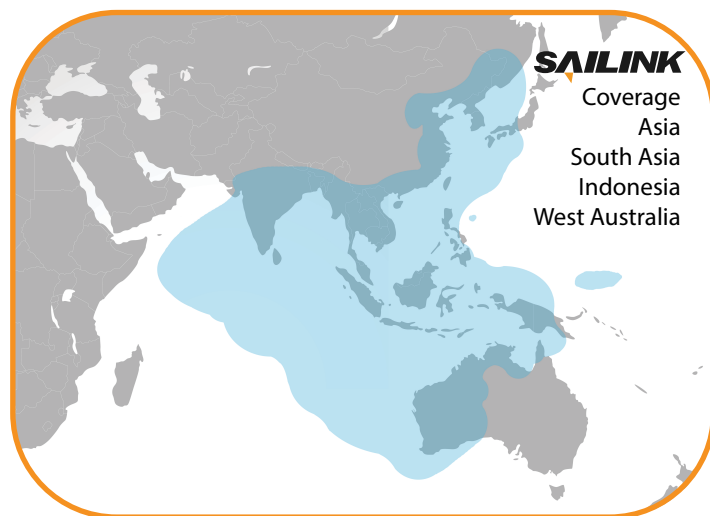 SAILINK
Coverage
Asia
South Asia
Indonesia
West Australia